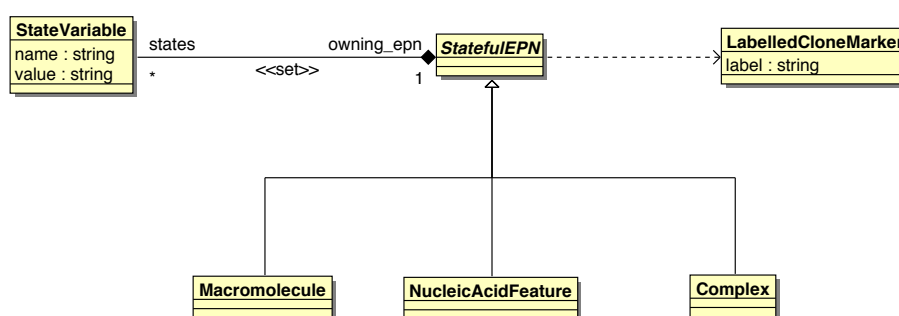 StateVariable
name : string
value : string
states
*
<<set>>
owning_epn
1
StatefulEPN
LabelledCloneMarker
label : string
Macromolecule
NucleicAcidFeature
Complex